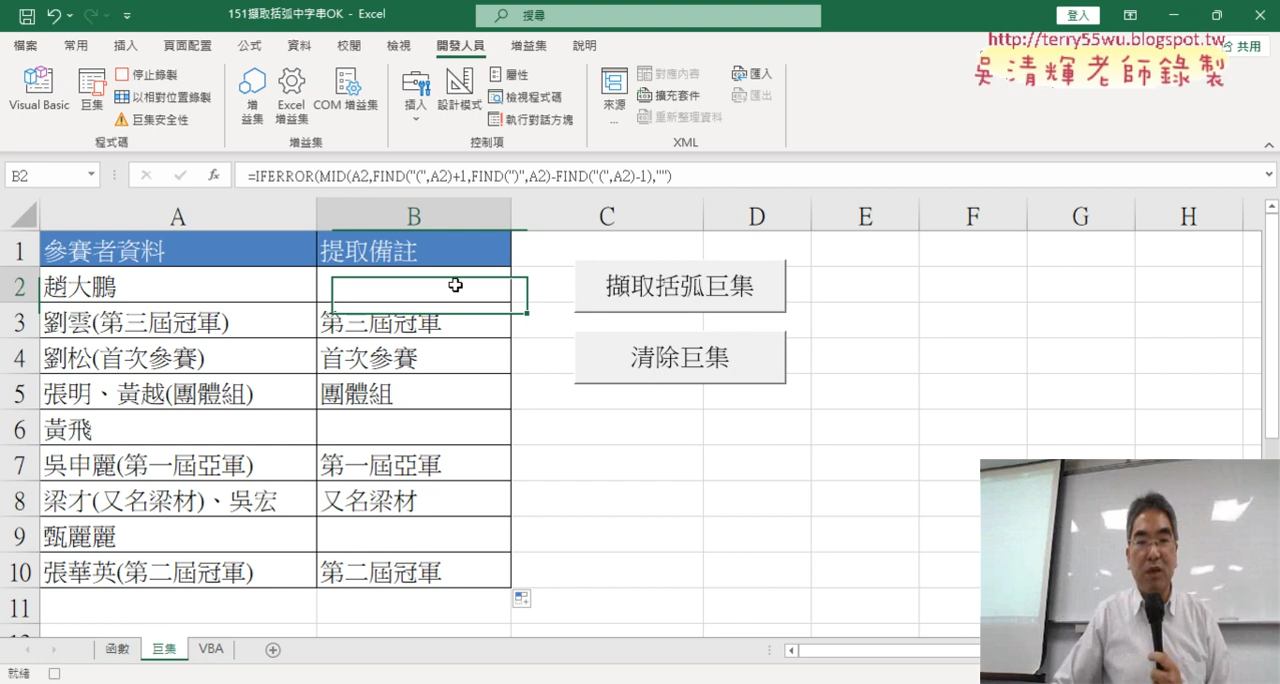 151擷取括弧中字串OK - Excel
搜尋
登入
檔案 常用 插入 頁面配置 公式 資料 校閱 檢視 開發人員 增益集 說明
共用
http://terry55wu.blogspot.tw
吳清輝老師錄製
Visual Basic
巨集
停止錄製
以相對位置錄製
巨集安全性
程式碼
增益集
Excel 增益集
COM 增益集
增益集
插入
設計模式
屬性
檢視程式碼
執行對話方塊
控制項
來源
...
對應內容
擴充套件
重新整理資料
匯入
匯出
XML
B2
fx
=IFERROR(MID(A2,FIND("(",A2)+1,FIND(")",A2)-FIND("(",A2)-1),"")
A B C D E F G H
1 參賽者資料 提取備註
2 趙大鵬
3 劉雲(第三屆冠軍) 第三屆冠軍
4 劉松(首次參賽) 首次參賽
5 張明、黃越(團體組) 團體組
6 黃飛
7 吳申麗(第一屆亞軍) 第一屆亞軍
8 梁才(又名梁材)、吳宏 又名梁材
9 甄麗麗
10 張華英(第二屆冠軍) 第二屆冠軍
11
擷取括弧巨集
清除巨集
函數 巨集 VBA
就緒